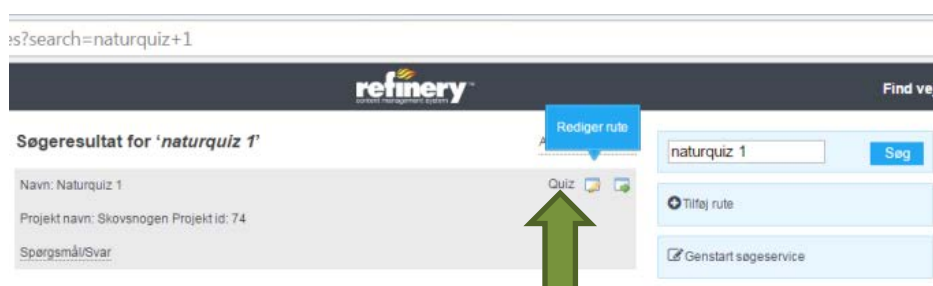 es?search=naturquiz+1
refinery
content management system
Find ve
Søgeresultat for 'naturquiz 1'
A
Rediger rute
naturquiz 1
Søg
Navn: Naturquiz 1
Quiz
Tilføj rute
Projekt navn: Skovsnogen Projekt id: 74
Spørgsmål/Svar
Genstart søgeservice